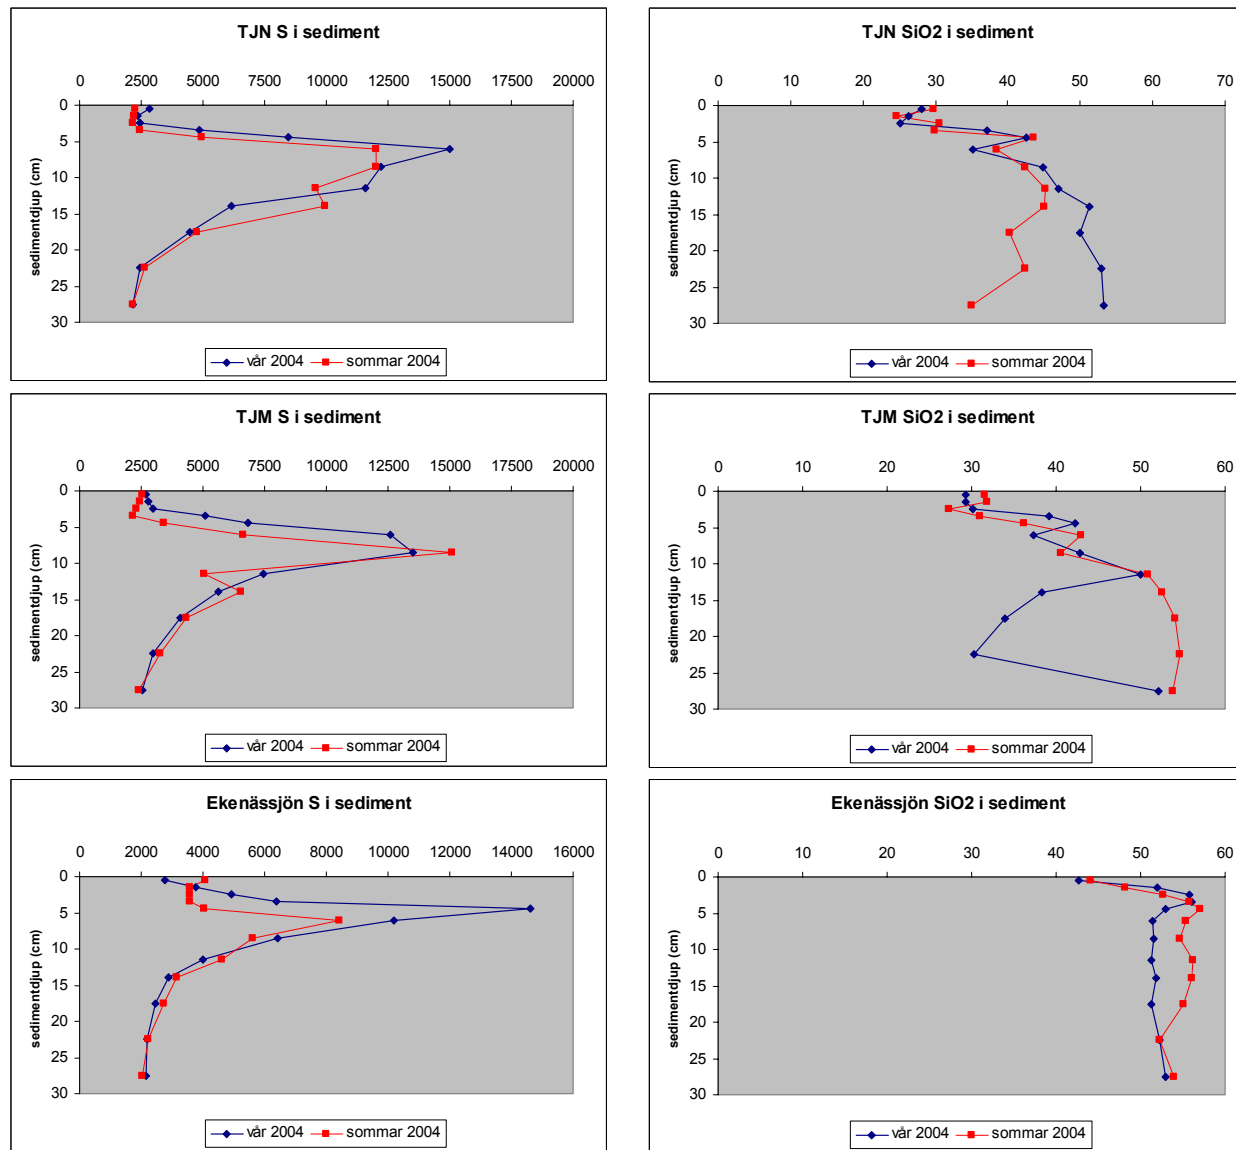 TJN S i sediment
0 2500 5000 7500 10000 12500 15000 17500 20000
0
5
10
15
20
25
30
sedimentdjup (cm)
vår 2004 sommar 2004
TJN SiO2 i sediment
0 10 20 30 40 50 60 70
0
5
10
15
20
25
30
sedimentdjup (cm)
vår 2004 sommar 2004
TJM S i sediment
0 2500 5000 7500 10000 12500 15000 17500 20000
0
5
10
15
20
25
30
sedimentdjup (cm)
vår 2004 sommar 2004
TJM SiO2 i sediment
0 10 20 30 40 50 60
0
5
10
15
20
25
30
sedimentdjup (cm)
vår 2004 sommar 2004
Ekenässjön S i sediment
0 2000 4000 6000 8000 10000 12000 14000 16000
0
5
10
15
20
25
30
sedimentdjup (cm)
vår 2004 sommar 2004
Ekenässjön SiO2 i sediment
0 10 20 30 40 50 60
0
5
10
15
20
25
30
sedimentdjup (cm)
vår 2004 sommar 2004